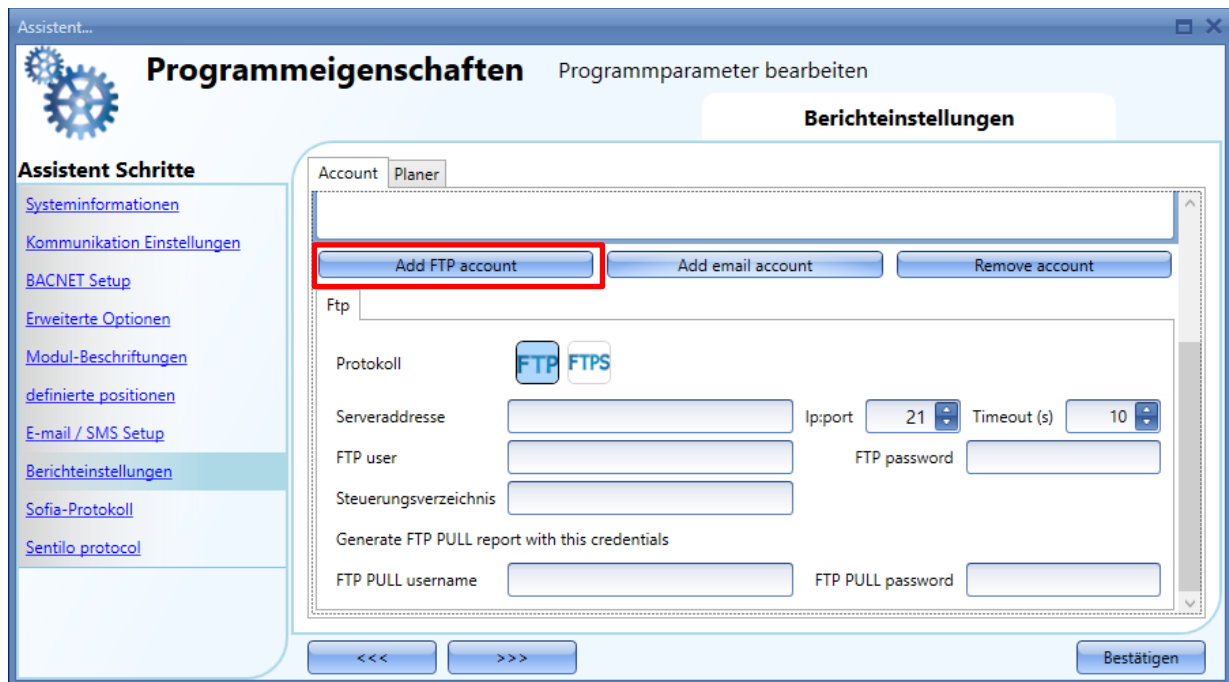 Assistent...
Programmeigenschaften Programmparameter bearbeiten
Berichteinstellungen
Assistent Schritte
Systeminformationen
Kommunikation Einstellungen
BACNET Setup
Erweiterte Optionen
Modul-Beschriftungen
definierte positionen
E-mail / SMS Setup
Berichteinstellungen
Sofia-Protokoll
Sentilo protocol
Account Planer
Add FTP account Add email account Remove account
Ftp
Protokoll FTP FTPS
Serveraddresse Ip:port 21 Timeout (s) 10
FTP user FTP password
Steuerungsverzeichnis
Generate FTP PULL report with this credentials
FTP PULL username FTP PULL password
<<< >>> Bestätigen